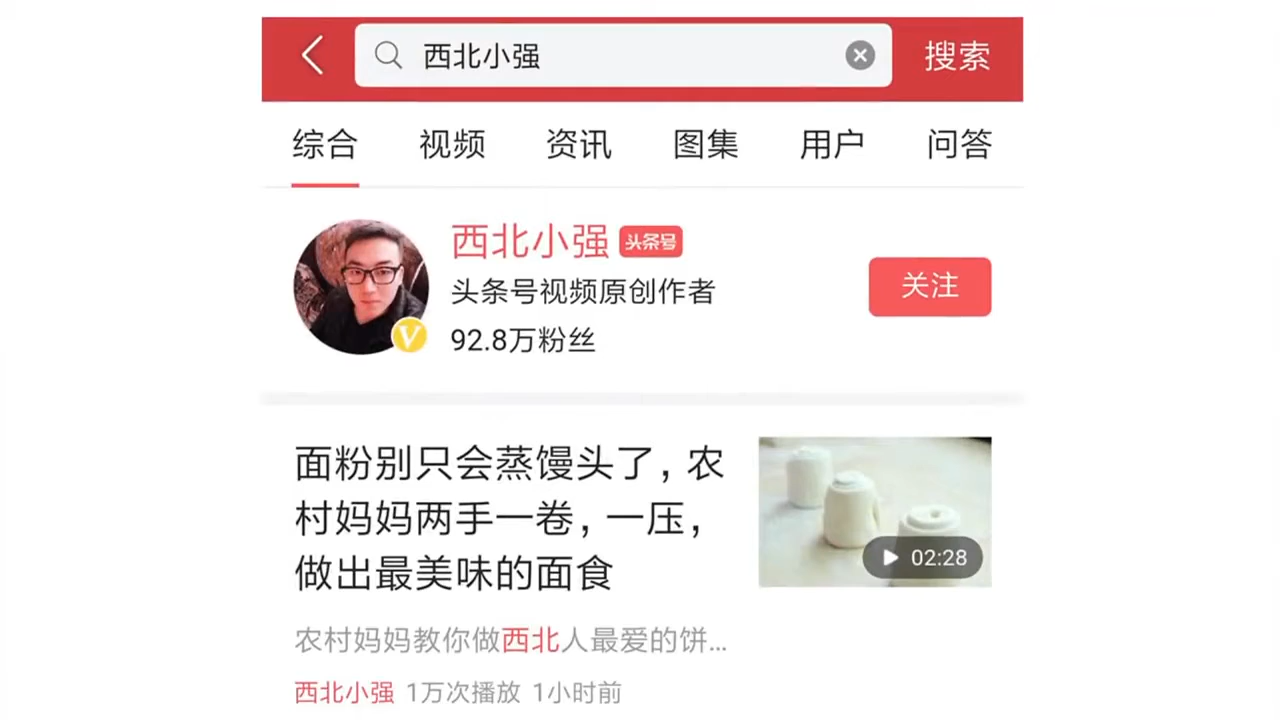 西北小强
搜索
综合 视频 资讯 图集 用户 问答
西北小强 头条号
头条号视频原创作者
关注
92.8万粉丝
面粉别只会蒸馒头了，农
村妈妈两手一卷，一压，
做出最美味的面食
02:28
农村妈妈教你做西北人最爱的饼...
西北小强 1万次播放 1小时前